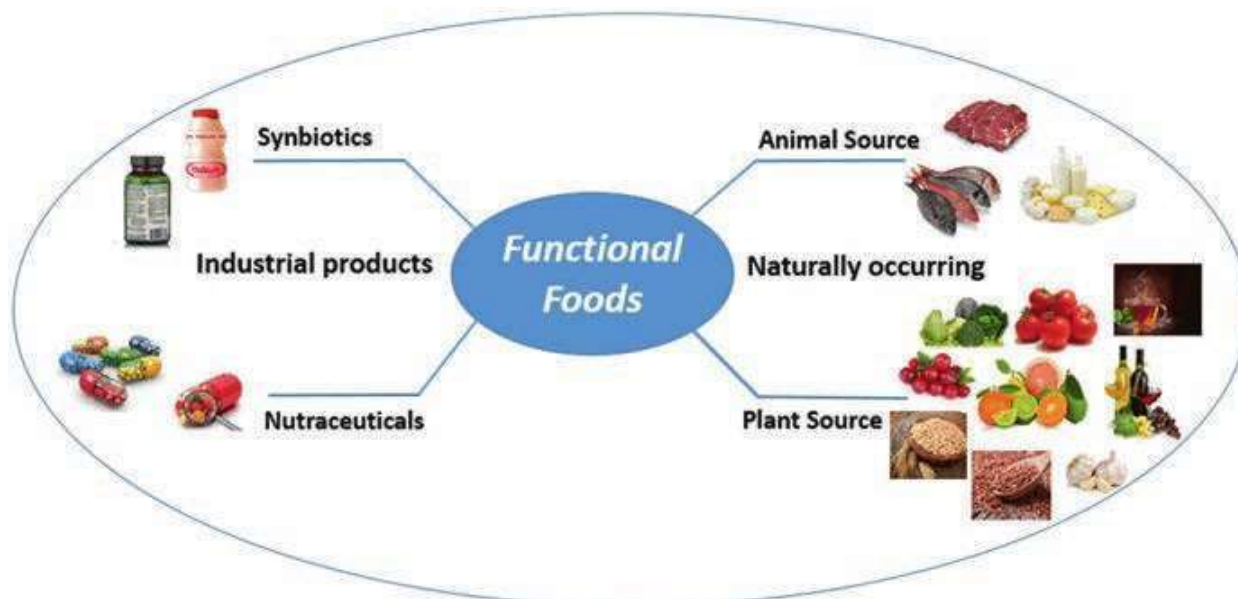 Synbiotics
Animal Source
Industrial products
Functional
Foods
Naturally occurring
Nutraceuticals
Plant Source